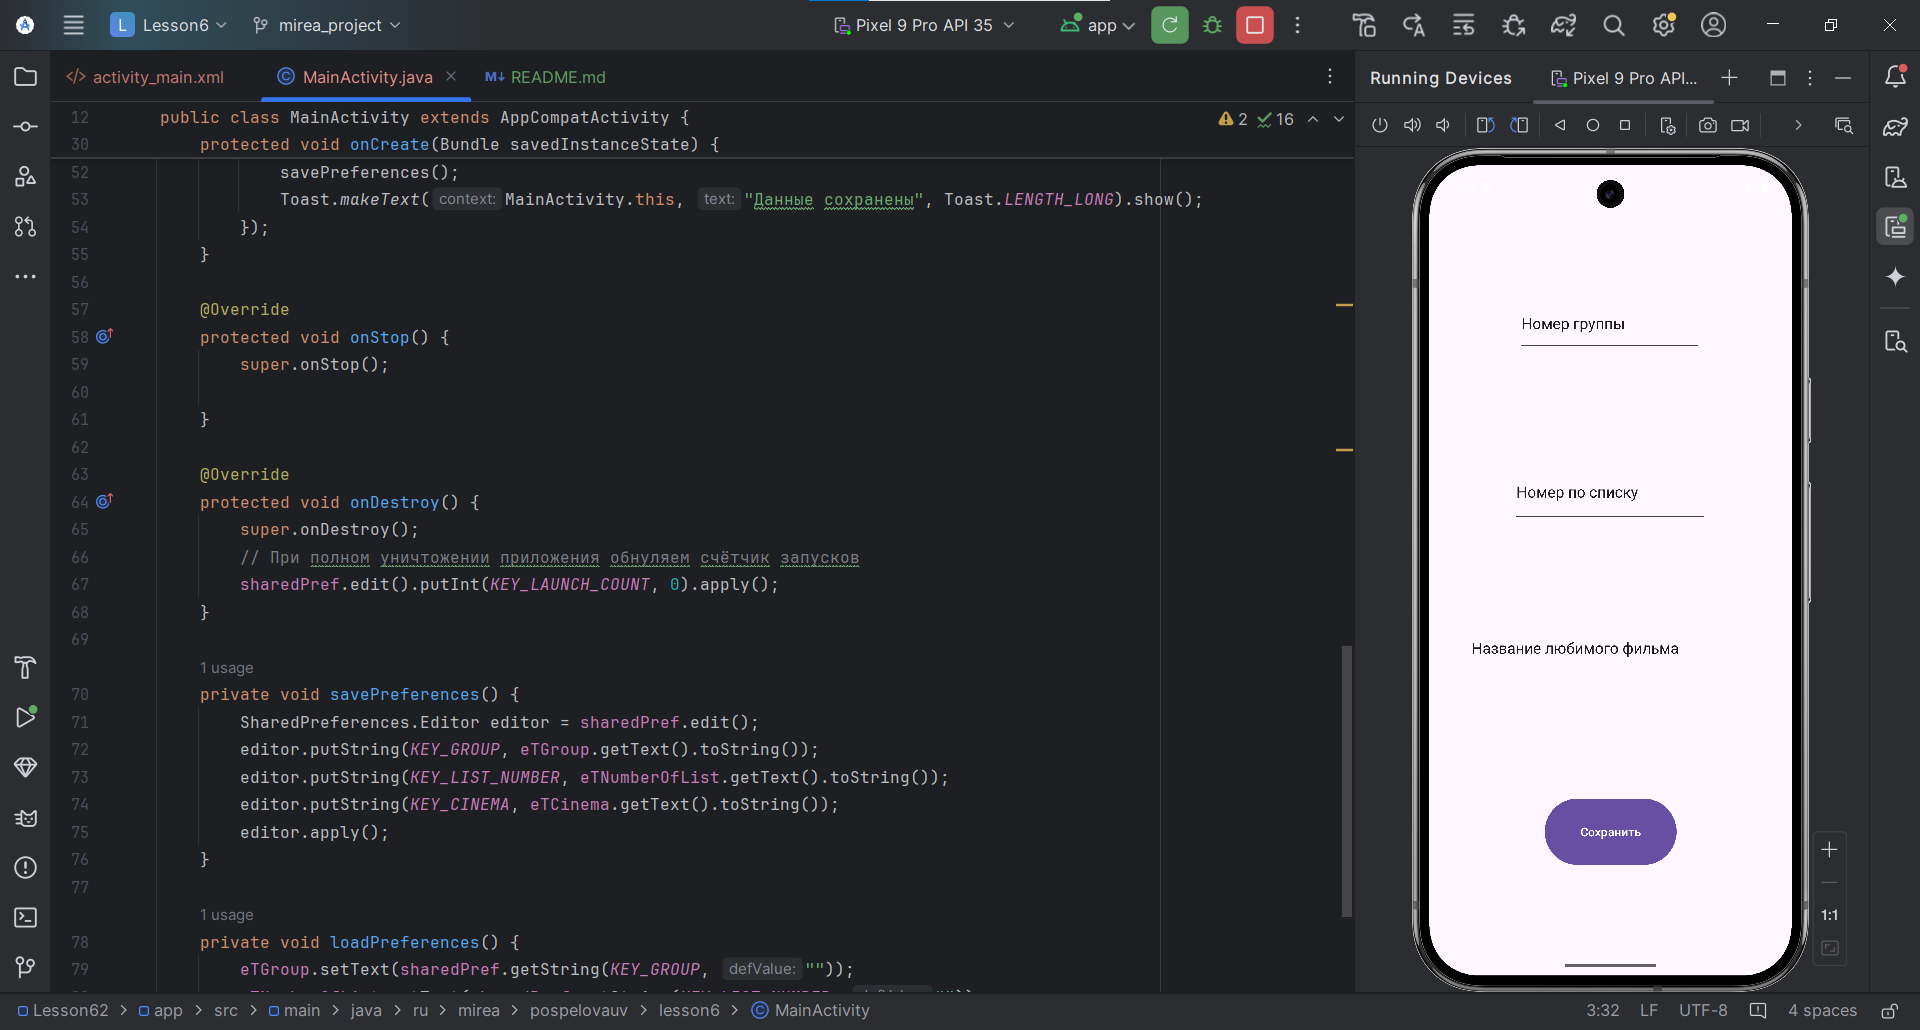 L Lesson6 mirea_project Pixel 9 Pro API 35 app
activity_main.xml MainActivity.java README.md
12 public class MainActivity extends AppCompatActivity { 2 16
30 protected void onCreate(Bundle savedInstanceState) {
52 savePreferences();
53 Toast.makeText( context: MainActivity.this, text: "Данные сохранены", Toast.LENGTH_LONG).show();
54 });
55 }
56
57 @Override
58 protected void onStop() {
59 super.onStop();
60
61 }
62
63 @Override
64 protected void onDestroy() {
65 super.onDestroy();
66 // При полном уничтожении приложения обнуляем счётчик запусков
67 sharedPref.edit().putInt(KEY_LAUNCH_COUNT, 0).apply();
68 }
69
1 usage
70 private void savePreferences() {
71 SharedPreferences.Editor editor = sharedPref.edit();
72 editor.putString(KEY_GROUP, eTGroup.getText().toString());
73 editor.putString(KEY_LIST_NUMBER, eTNumberOfList.getText().toString());
74 editor.putString(KEY_CINEMA, eTCinema.getText().toString());
75 editor.apply();
76 }
77
1 usage
78 private void loadPreferences() {
79 eTGroup.setText(sharedPref.getString(KEY_GROUP, defValue: ""));
Running Devices Pixel 9 Pro API...
Номер группы
Номер по списку
Название любимого фильма
Сохранить
1:1
Lesson62 > app > src > main > java > ru > mirea > pospelovauv > lesson6 > MainActivity
3:32 LF UTF-8 4 spaces